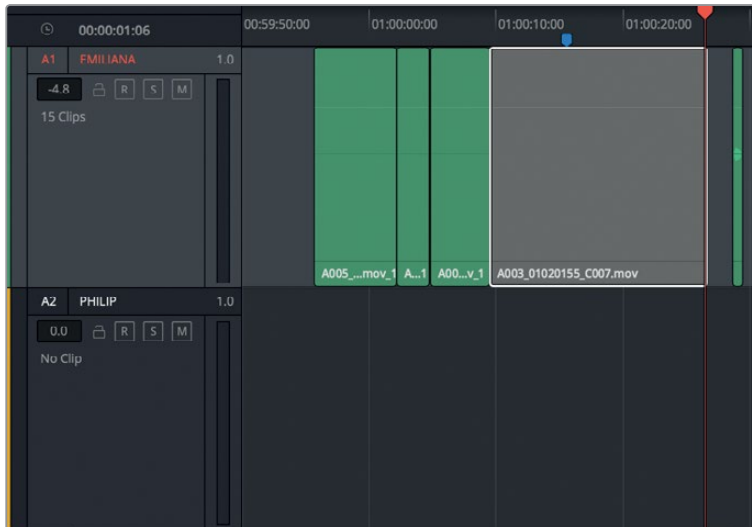 00:00:01:06
00:59:50:00 01:00:00:00 01:00:10:00 01:00:20:00
A1 EMILIANA 1.0
-4.8 R S M
15 Clips
A005_...mov_1 A...1 A00...v_1 A003_01020155_C007.mov
A2 PHILIP 1.0
0.0 R S M
No Clip